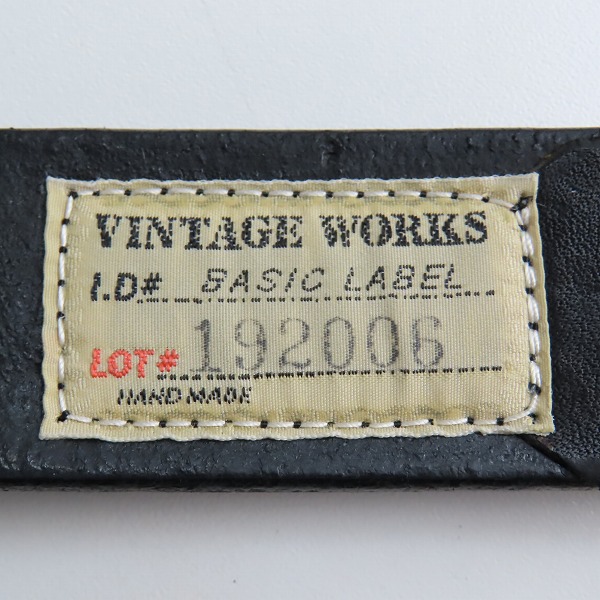 VINTAGE WORKS
I.D# BASIC LABEL
LOT# 192006
HAND MADE